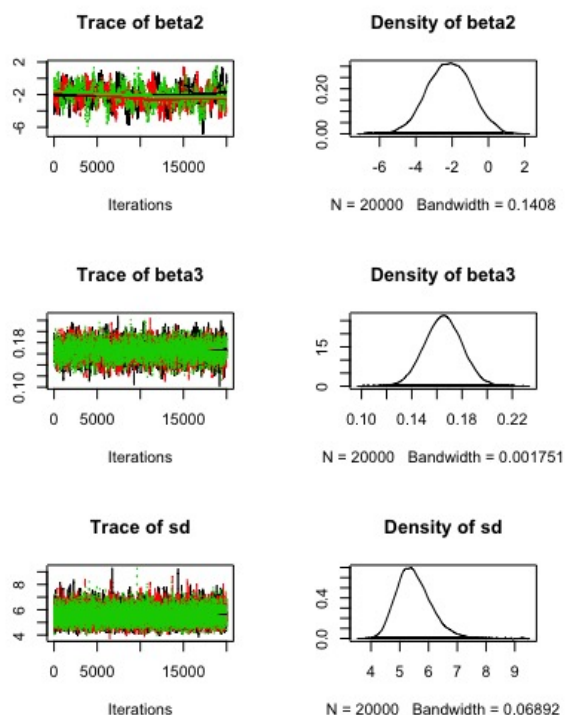 Trace of beta2
Density of beta2
2
-2
-6
0 5000 15000
Iterations
0.20
0.00
-6 -4 -2 0 2
N = 20000 Bandwidth = 0.1408
Trace of beta3
Density of beta3
0.18
0.10
0 5000 15000
Iterations
15
0
0.10 0.14 0.18 0.22
N = 20000 Bandwidth = 0.001751
Trace of sd
Density of sd
8
6
4
0 5000 15000
Iterations
0.4
0.0
4 5 6 7 8 9
N = 20000 Bandwidth = 0.06892